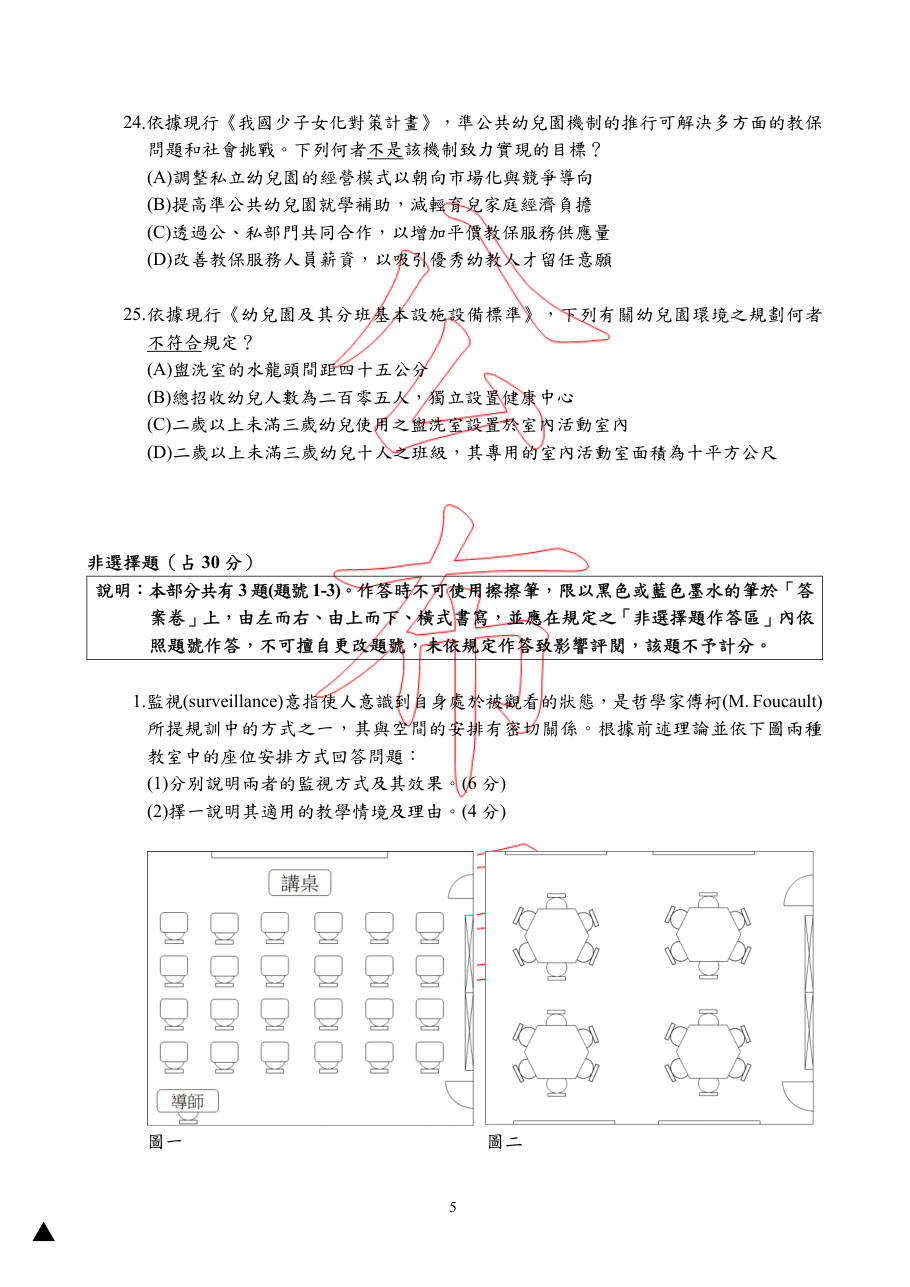 24.依據現行《我國少子女化對策計畫》，準公共幼兒園機制的推行可解決多方面的教保
問題和社會挑戰。下列何者不是該機制致力實現的目標？
(A)調整私立幼兒園的經營模式以朝向市場化與競爭導向
(B)提高準公共幼兒園就學補助，減輕育兒家庭經濟負擔
(C)透過公、私部門共同合作，以增加平價教保服務供應量
(D)改善教保服務人員薪資，以吸引優秀幼教人才留任意願
25.依據現行《幼兒園及其分班基本設施設備標準》，下列有關幼兒園環境之規劃何者
不符合規定？
(A)盥洗室的水龍頭間距四十五公分
(B)總招收幼兒人數為二百零五人，獨立設置健康中心
(C)二歲以上未滿三歲幼兒使用之盥洗室設置於室內活動室內
(D)二歲以上未滿三歲幼兒十人之班級，其專用的室內活動室面積為十平方公尺
公
布
非選擇題（占 30 分）
說明：本部分共有 3 題(題號 1-3)。作答時不可使用擦擦筆，限以黑色或藍色墨水的筆於「答
案卷」上，由左而右、由上而下、橫式書寫，並應在規定之「非選擇題作答區」內依
照題號作答，不可擅自更改題號，未依規定作答致影響評閱，該題不予計分。
1.監視(surveillance)意指使人意識到自身處於被觀看的狀態，是哲學家傅柯(M. Foucault)
所提規訓中的方式之一，其與空間的安排有密切關係。根據前述理論並依下圖兩種
教室中的座位安排方式回答問題：
(1)分別說明兩者的監視方式及其效果。(6 分)
(2)擇一說明其適用的教學情境及理由。(4 分)
講桌
導師
圖一
圖二
5